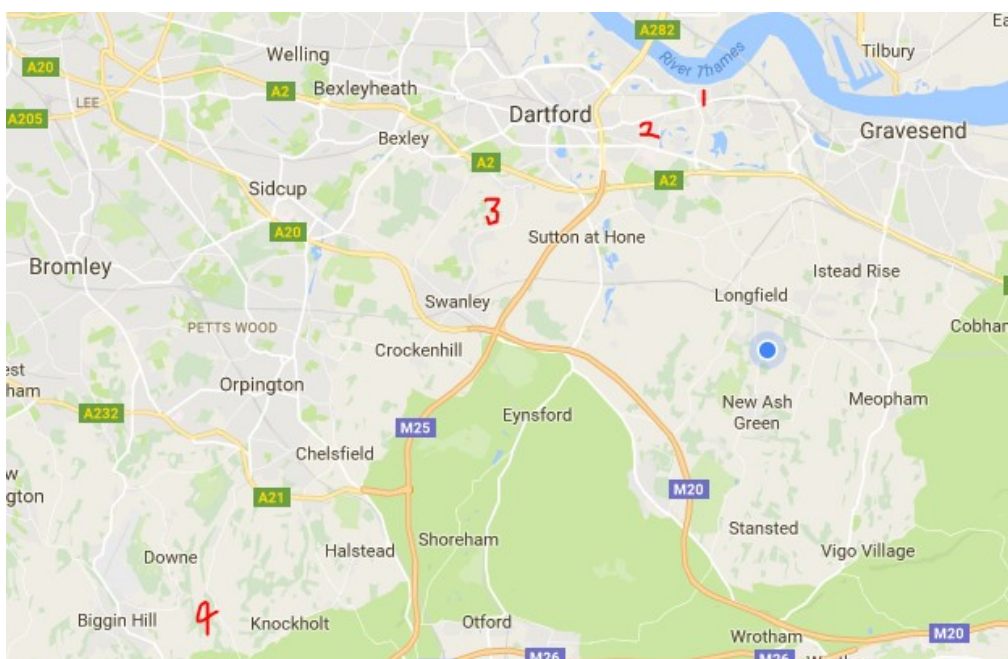 Ea
A282
Tilbury
Welling
River Thames
A20
LEE
A2
Bexleyheath
1
Dartford
2
Gravesend
A205
Bexley
A2
A2
Sidcup
3
A20
Sutton at Hone
Bromley
Istead Rise
Longfield
Swanley
Cobham
PETTS WOOD
Crockenhill
est
ham
Orpington
New Ash
Green
Meopham
A232
Eynsford
M25
Chelsfield
w
gton
A21
M20
Stansted
Shoreham
Halstead
Vigo Village
Downe
4
Biggin Hill
Knockholt
Otford
Wrotham
M20
M26
M26